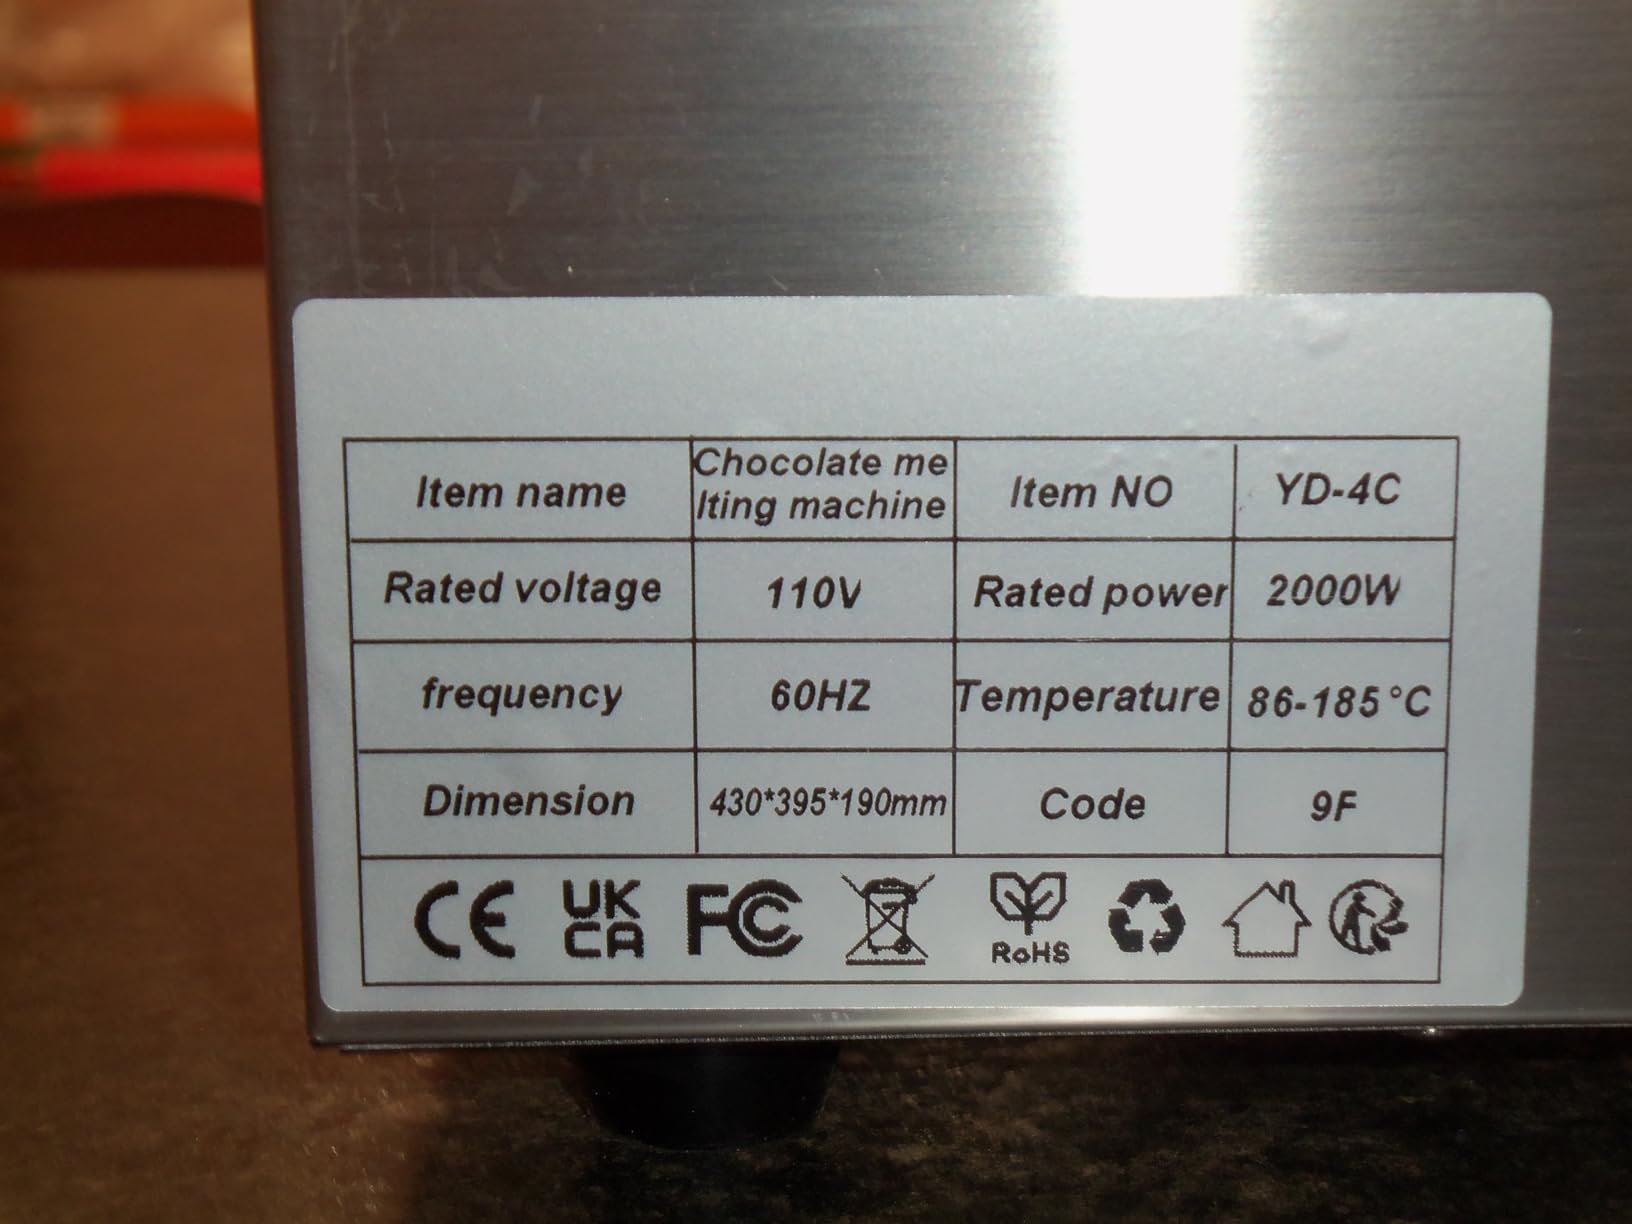 Item name
Chocolate me
lting machine
Item NO
YD-4C
Rated voltage
110V
Rated power
2000W
frequency
60HZ
Temperature
86-185°C
Dimension
430*395*190mm
Code
9F
CE
UK
CA
FC
RoHS